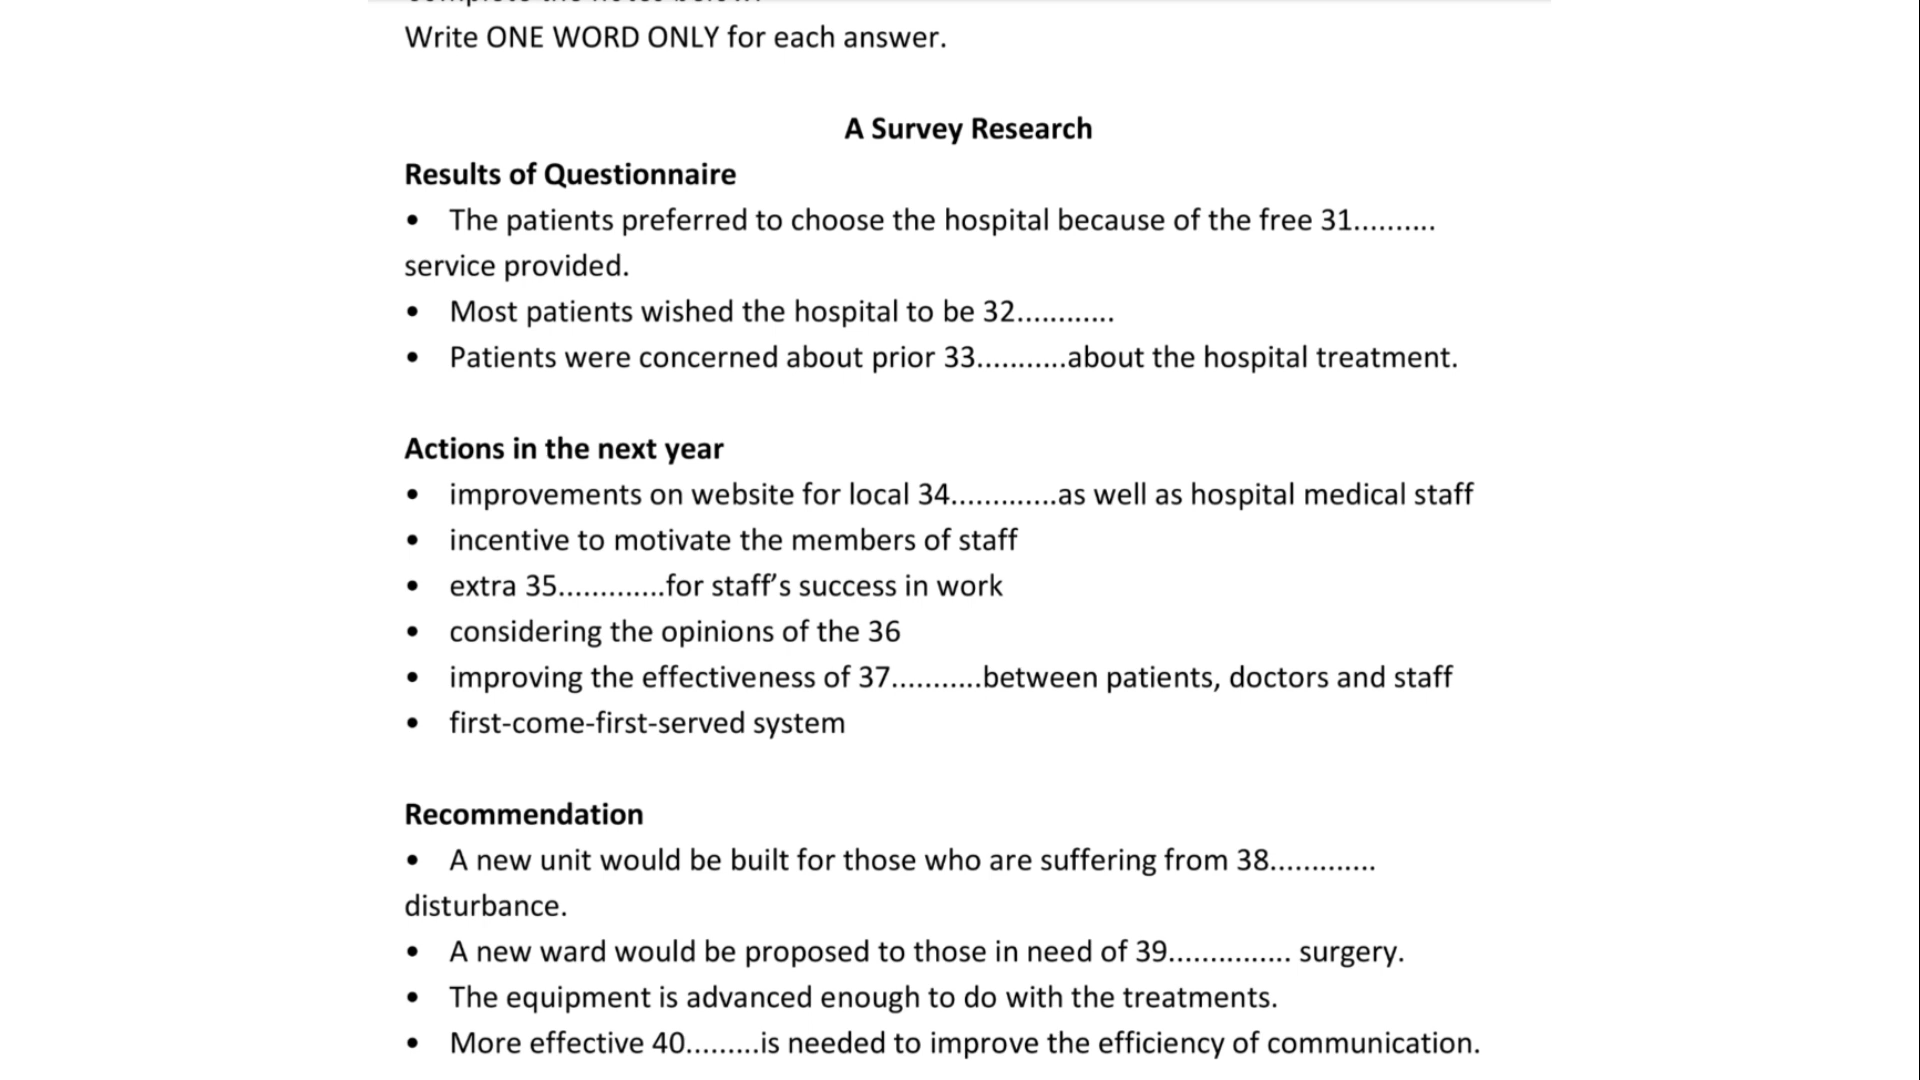 Write ONE WORD ONLY for each answer.
A Survey Research
Results of Questionnaire
• The patients preferred to choose the hospital because of the free 31..........
service provided.
• Most patients wished the hospital to be 32............
• Patients were concerned about prior 33...........about the hospital treatment.
Actions in the next year
• improvements on website for local 34.............as well as hospital medical staff
• incentive to motivate the members of staff
• extra 35.............for staff’s success in work
• considering the opinions of the 36
• improving the effectiveness of 37...........between patients, doctors and staff
• first-come-first-served system
Recommendation
• A new unit would be built for those who are suffering from 38.............
disturbance.
• A new ward would be proposed to those in need of 39............... surgery.
• The equipment is advanced enough to do with the treatments.
• More effective 40.........is needed to improve the efficiency of communication.